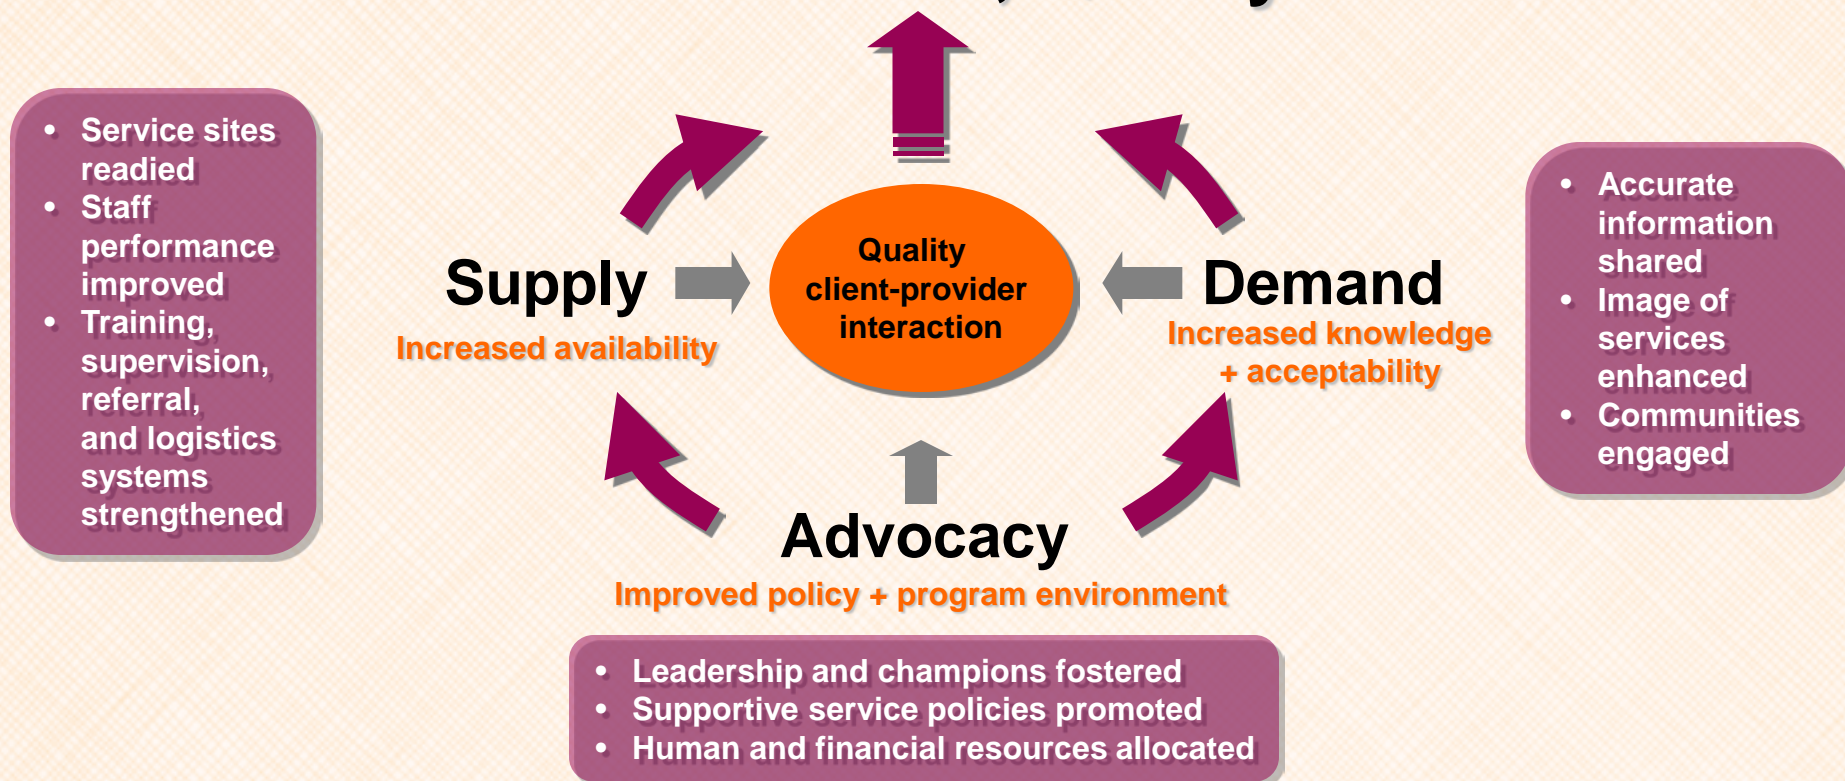 • Service sites
readied
• Staff
performance
improved
• Training,
supervision,
referral,
and logistics
systems
strengthened
Supply
Increased availability
Quality
client-provider
interaction
Demand
Increased knowledge
+ acceptability
• Accurate
information
shared
• Image of
services
enhanced
• Communities
engaged
Advocacy
Improved policy + program environment
• Leadership and champions fostered
• Supportive service policies promoted
• Human and financial resources allocated